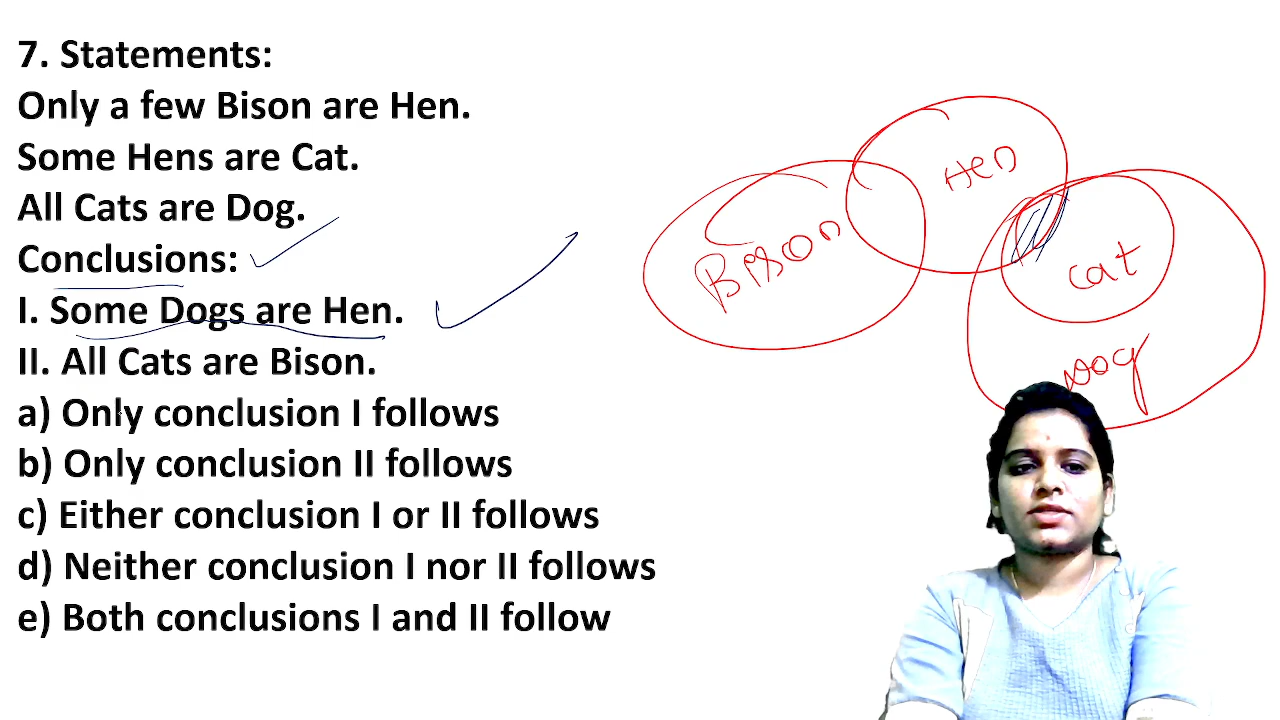 7. Statements:
Only a few Bison are Hen.
Some Hens are Cat.
All Cats are Dog.
Conclusions:
I. Some Dogs are Hen.
II. All Cats are Bison.
a) Only conclusion I follows
b) Only conclusion II follows
c) Either conclusion I or II follows
d) Neither conclusion I nor II follows
e) Both conclusions I and II follow
Hen
Bison
cat
Dog